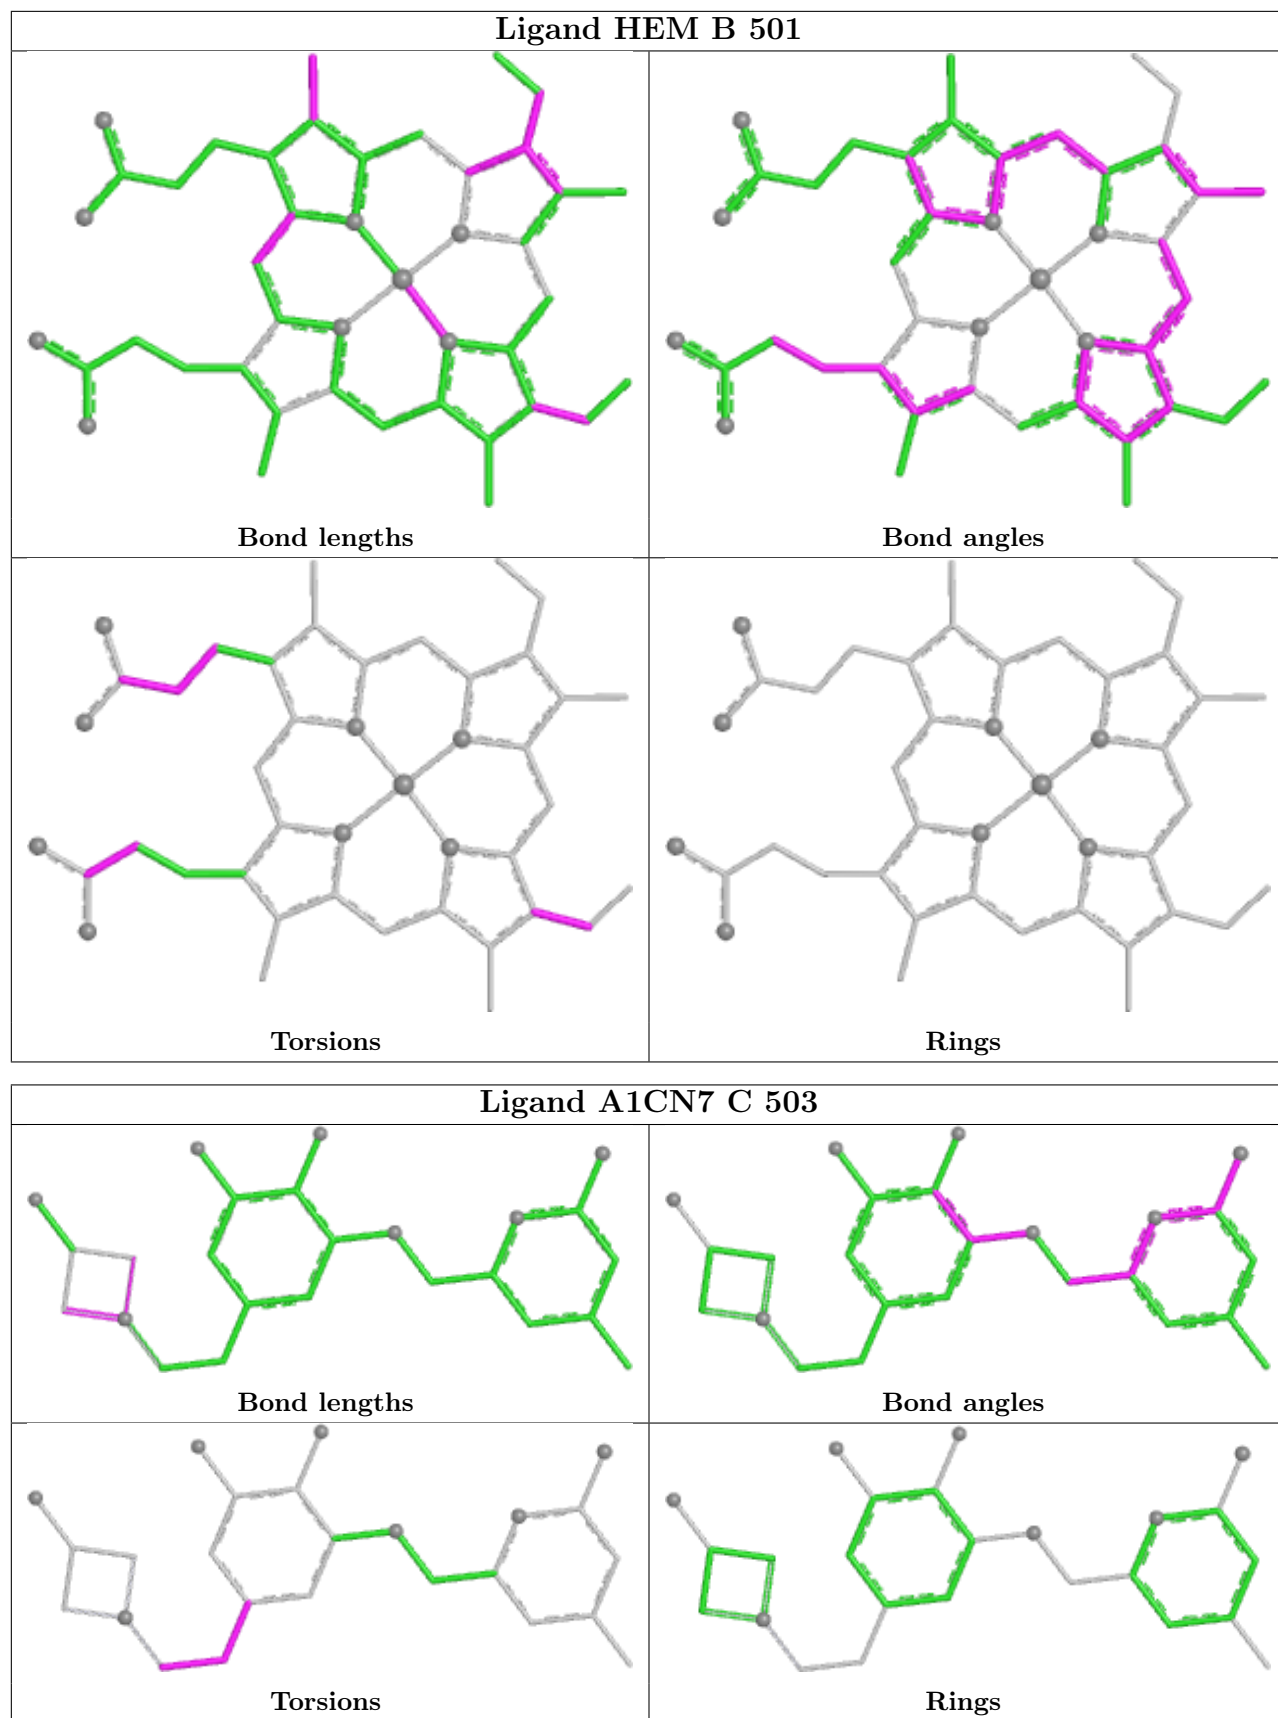 Ligand HEM B 501
Bond lengths
Bond angles
Torsions
Rings
Ligand A1CN7 C 503
Bond lengths
Bond angles
Torsions
Rings